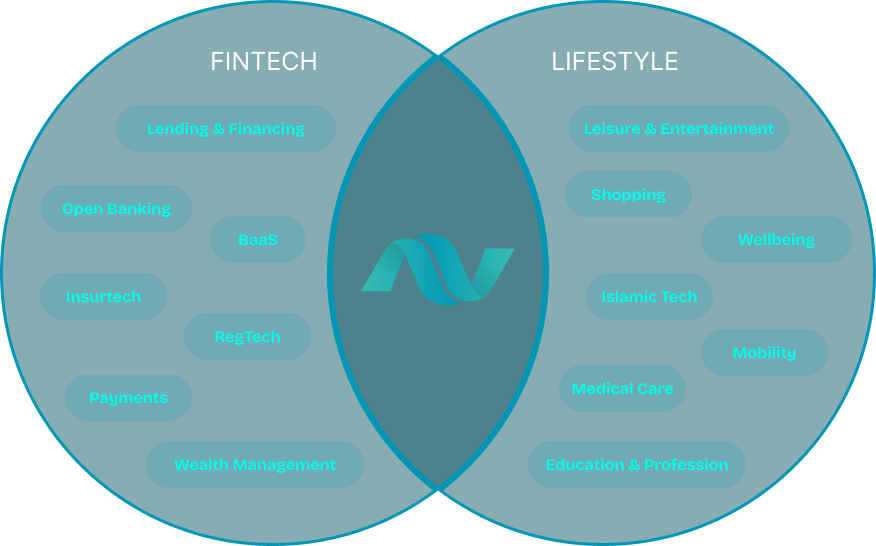 FINTECH
Lending & Financing
Open Banking
BaaS
Insurtech
RegTech
Payments
Wealth Management
LIFESTYLE
Leisure & Entertainment
Shopping
Wellbeing
Islamic Tech
Mobility
Medical Care
Education & Profession